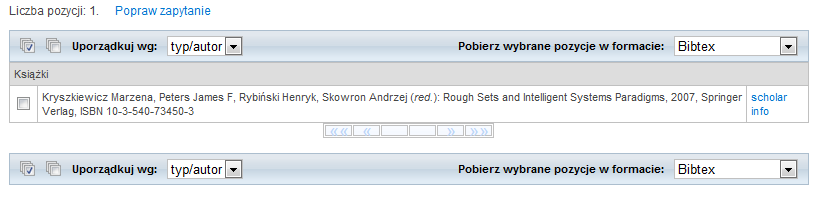 Liczba pozycji: 1. Popraw zapytanie
Uporządkuj wg: typ/autor Pobierz wybrane pozycje w formacie: Bibtex
Książki
Kryszkiewicz Marzena, Peters James F, Rybiński Henryk, Skowron Andrzej (red.): Rough Sets and Intelligent Systems Paradigms, 2007, Springer scholar
Verlag, ISBN 10-3-540-73450-3 info
«« « » »»
Uporządkuj wg: typ/autor Pobierz wybrane pozycje w formacie: Bibtex